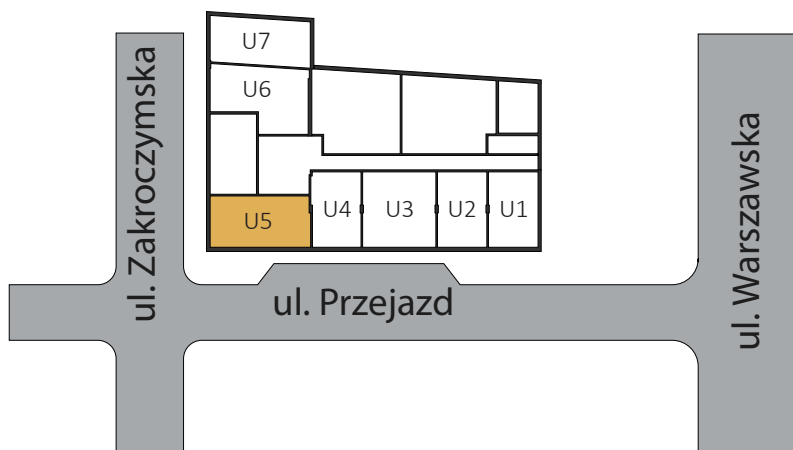 U7
U6
U5
U4
U3
U2
U1
ul. Zakroczymska
ul. Przejazd
ul. Warszawska